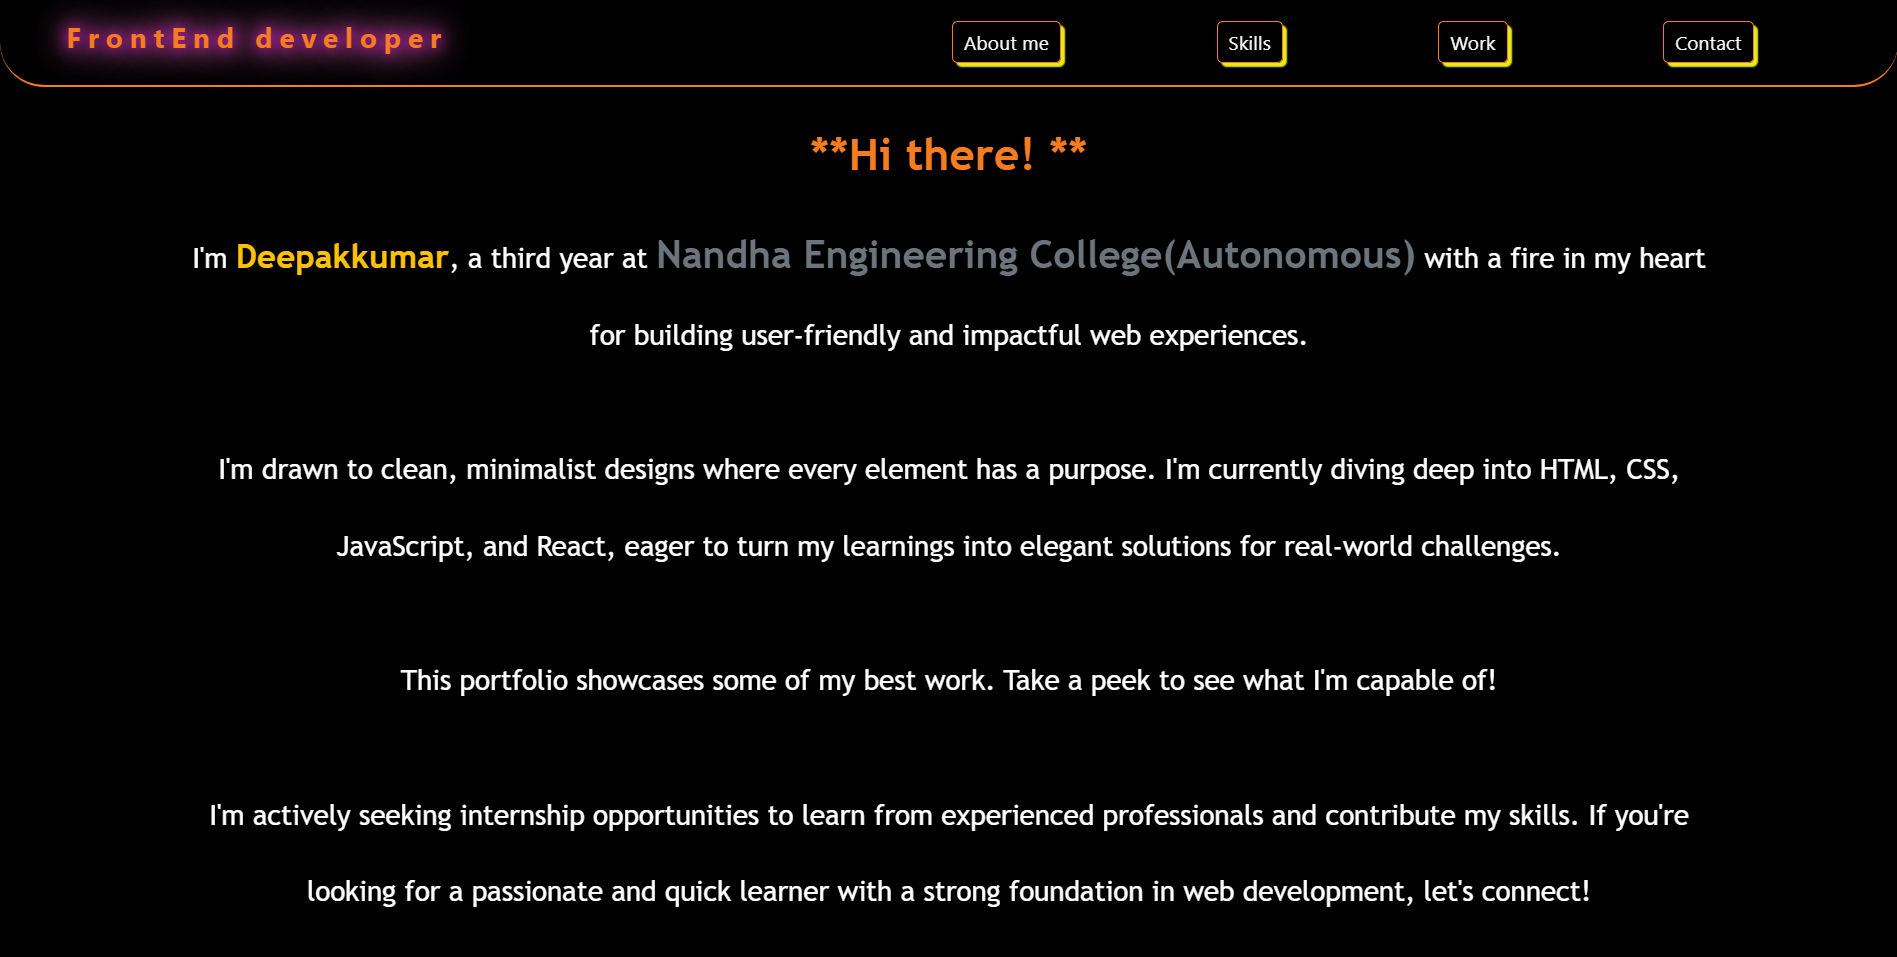 FrontEnd developer
About me
Skills
Work
Contact
**Hi there! **
I'm Deepakkumar, a third year at Nandha Engineering College(Autonomous) with a fire in my heart
for building user-friendly and impactful web experiences.
I'm drawn to clean, minimalist designs where every element has a purpose. I'm currently diving deep into HTML, CSS,
JavaScript, and React, eager to turn my learnings into elegant solutions for real-world challenges.
This portfolio showcases some of my best work. Take a peek to see what I'm capable of!
I'm actively seeking internship opportunities to learn from experienced professionals and contribute my skills. If you're
looking for a passionate and quick learner with a strong foundation in web development, let's connect!